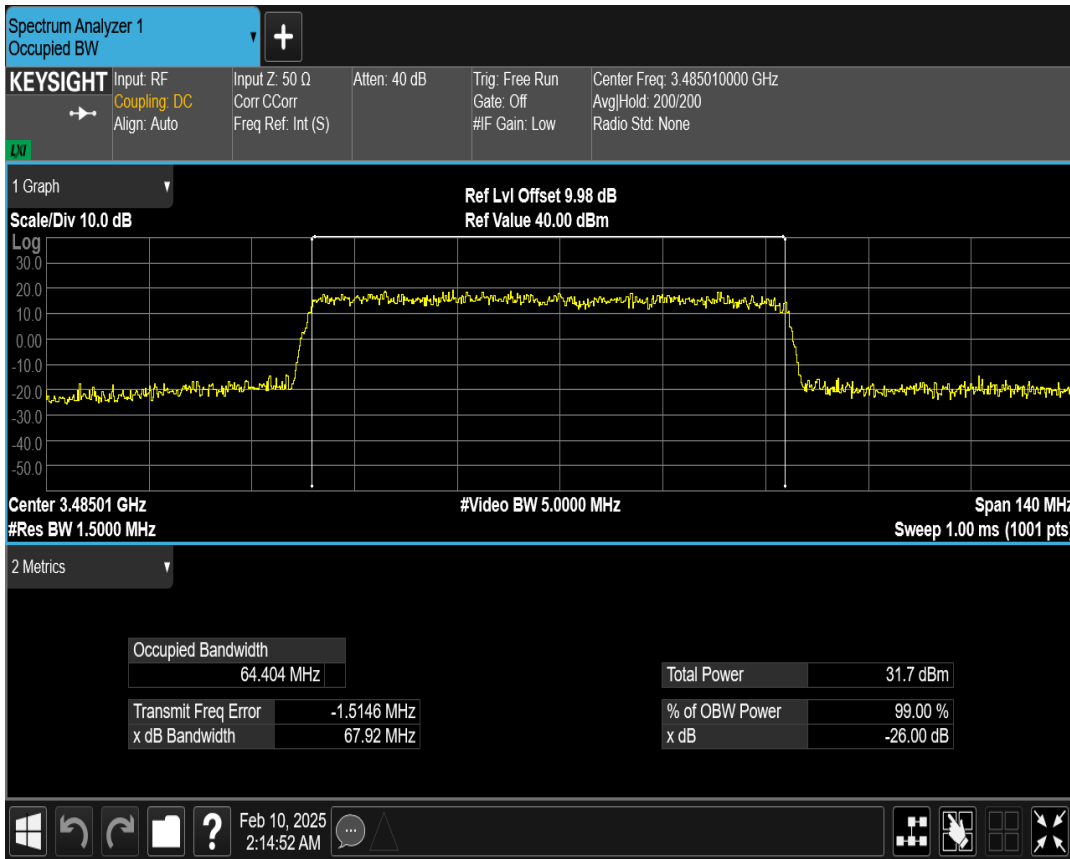 Spectrum Analyzer 1
Occupied BW
+
KEYSIGHT
LXI
Input: RF
Coupling: DC
Align: Auto
Input Z: 50 Ω
Corr CCorr
Freq Ref: Int (S)
Atten: 40 dB
Trig: Free Run
Gate: Off
#IF Gain: Low
Center Freq: 3.485010000 GHz
Avg|Hold: 200/200
Radio Std: None
1 Graph
Scale/Div 10.0 dB
Ref Lvl Offset 9.98 dB
Ref Value 40.00 dBm
Log
30.0
20.0
10.0
0.00
-10.0
-20.0
-30.0
-40.0
-50.0
Center 3.48501 GHz
#Video BW 5.0000 MHz
Span 140 MHz
#Res BW 1.5000 MHz
Sweep 1.00 ms (1001 pts)
2 Metrics
Occupied Bandwidth
64.404 MHz
Total Power 31.7 dBm
Transmit Freq Error -1.5146 MHz
% of OBW Power 99.00 %
x dB Bandwidth 67.92 MHz
x dB -26.00 dB
?
Feb 10, 2025
2:14:52 AM